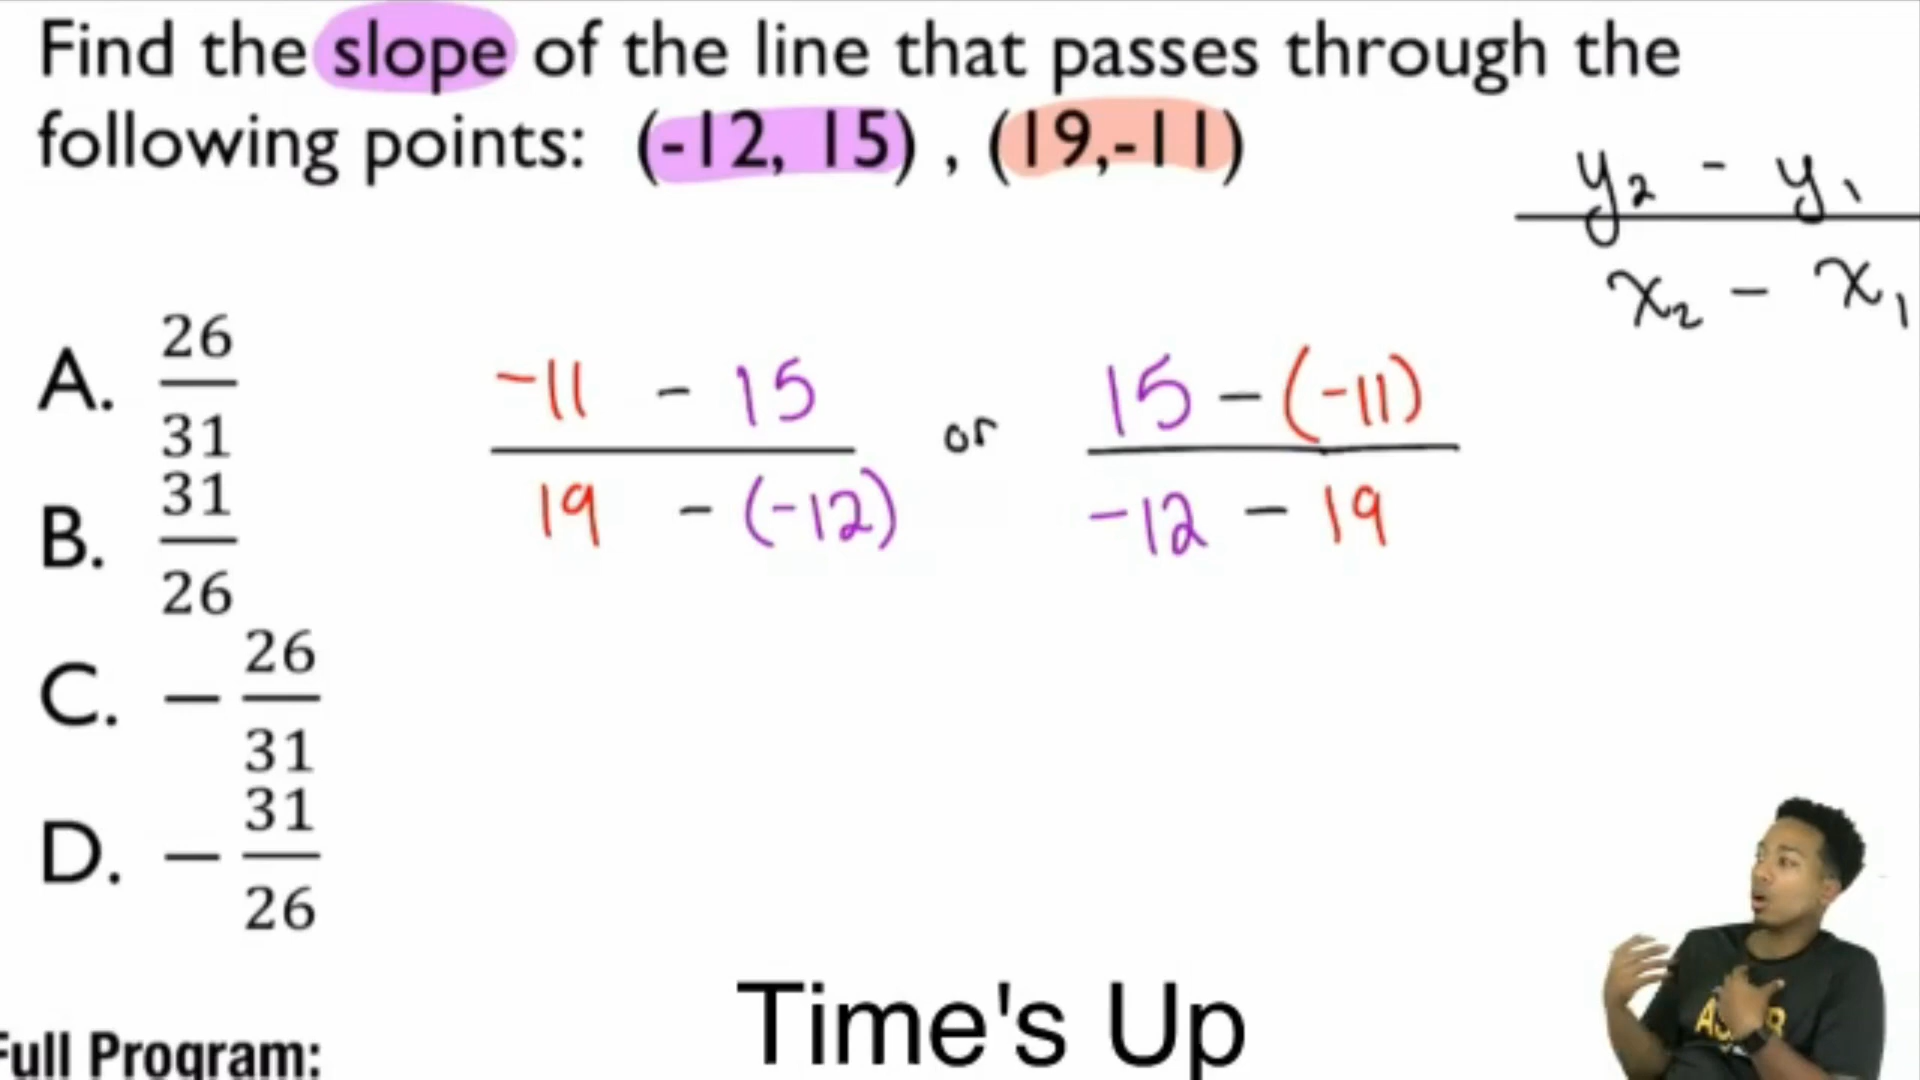 Find the slope of the line that passes through the
following points: (-12, 15) , (19,-11)
y₂ - y₁
x₂ - x₁
A. 26
31
B. 31
26
C. - 26
31
D. - 31
26
-11 - 15
19 - (-12)
or
15 - (-11)
-12 - 19
Time's Up
Full Program: